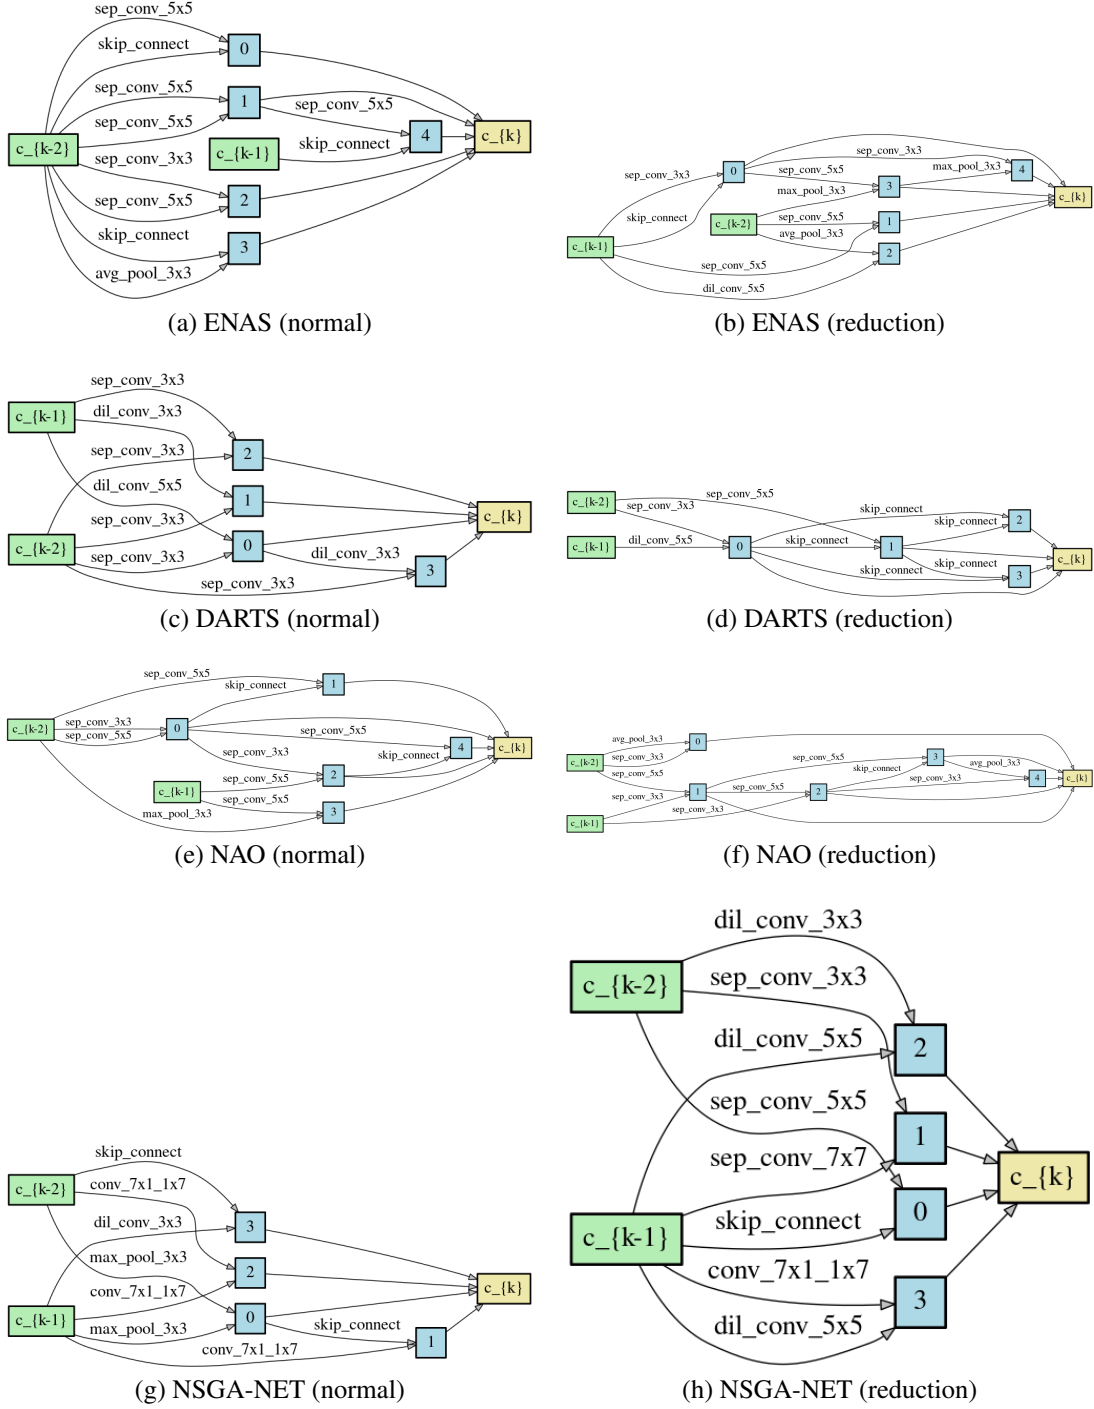 sep_conv_5x5
skip_connect
0
sep_conv_5x5
1
sep_conv_5x5
sep_conv_5x5
4
c_{k}
c_{k-2}
c_{k-1}
skip_connect
sep_conv_3x3
sep_conv_5x5
2
skip_connect
3
avg_pool_3x3
(a) ENAS (normal)
sep_conv_3x3
sep_conv_3x3
0
sep_conv_5x5
max_pool_3x3
4
max_pool_3x3
3
c_{k}
skip_connect
c_{k-2}
sep_conv_5x5
1
avg_pool_3x3
c_{k-1}
2
sep_conv_5x5
dil_conv_5x5
(b) ENAS (reduction)
sep_conv_3x3
c_{k-1}
dil_conv_3x3
sep_conv_3x3
2
dil_conv_5x5
1
c_{k}
sep_conv_3x3
c_{k-2}
0
sep_conv_3x3
dil_conv_3x3
3
sep_conv_3x3
(c) DARTS (normal)
c_{k-2}
sep_conv_5x5
sep_conv_3x3
skip_connect
skip_connect
2
c_{k-1}
dil_conv_5x5
0
skip_connect
1
c_{k}
skip_connect
skip_connect
3
(d) DARTS (reduction)
sep_conv_5x5
skip_connect
1
c_{k-2}
sep_conv_3x3
sep_conv_5x5
0
sep_conv_5x5
4
c_{k}
sep_conv_3x3
skip_connect
c_{k-1}
sep_conv_5x5
2
sep_conv_5x5
max_pool_3x3
3
(e) NAO (normal)
avg_pool_3x3
0
c_{k-2}
sep_conv_3x3
sep_conv_5x5
sep_conv_5x5
3
avg_pool_3x3
skip_connect
sep_conv_3x3
4
c_{k}
sep_conv_3x3
1
sep_conv_5x5
2
c_{k-1}
sep_conv_3x3
(f) NAO (reduction)
skip_connect
c_{k-2}
conv_7x1_1x7
dil_conv_3x3
3
max_pool_3x3
2
c_{k}
conv_7x1_1x7
c_{k-1}
0
max_pool_3x3
skip_connect
1
conv_7x1_1x7
(g) NSGA-NET (normal)
dil_conv_3x3
c_{k-2}
sep_conv_3x3
dil_conv_5x5
2
sep_conv_5x5
1
sep_conv_7x7
c_{k}
skip_connect
0
c_{k-1}
conv_7x1_1x7
3
dil_conv_5x5
(h) NSGA-NET (reduction)